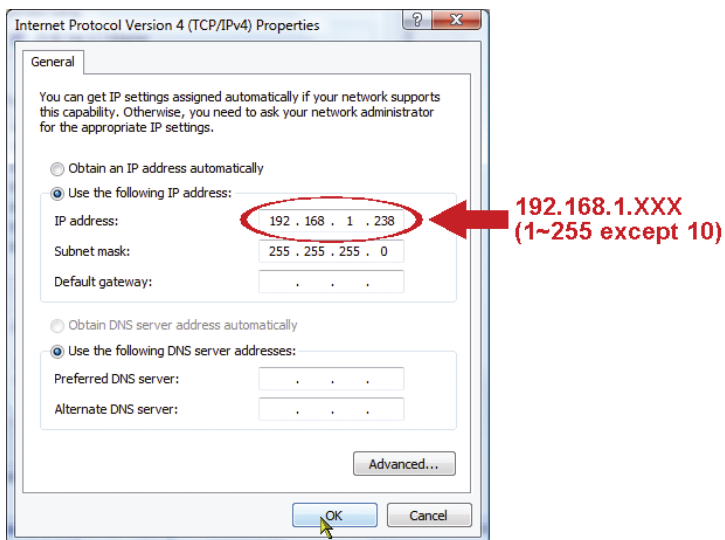 Internet Protocol Version 4 (TCP/IPv4) Properties
General
You can get IP settings assigned automatically if your network supports
this capability. Otherwise, you need to ask your network administrator
for the appropriate IP settings.
Obtain an IP address automatically
Use the following IP address:
IP address: 192 . 168 . 1 . 238
192.168.1.XXX
(1~255 except 10)
Subnet mask: 255 . 255 . 255 . 0
Default gateway: . . .
Obtain DNS server address automatically
Use the following DNS server addresses:
Preferred DNS server: . . .
Alternate DNS server: . . .
Advanced...
OK Cancel